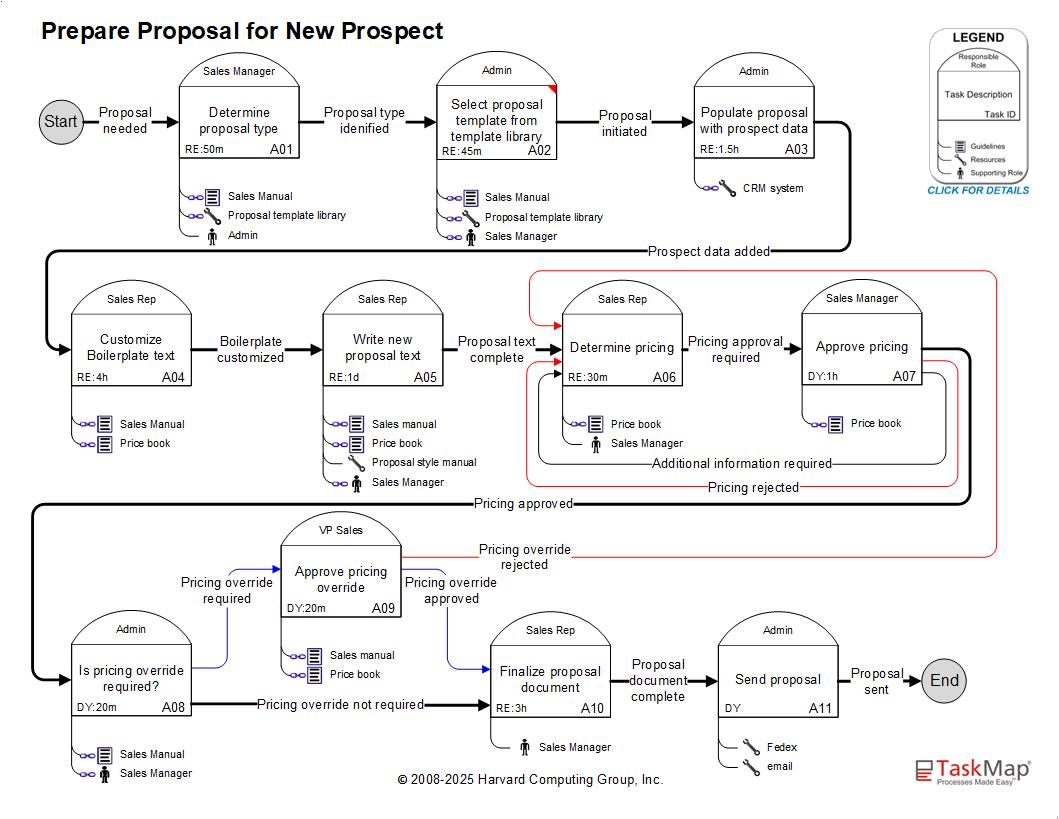 Prepare Proposal for New Prospect
LEGEND
Responsible
Role
Task Description
Task ID
Guidelines
Resources
Supporting Role
CLICK FOR DETAILS
Start
Proposal
needed
Sales Manager
Determine
proposal type
RE:50m
A01
Sales Manual
Proposal template library
Admin
Proposal type
idenified
Admin
Select proposal
template from
template library
RE:45m
A02
Sales Manual
Proposal template library
Sales Manager
Proposal
initiated
Admin
Populate proposal
with prospect data
RE:1.5h
A03
CRM system
Prospect data added
Sales Rep
Customize
Boilerplate text
RE:4h
A04
Sales Manual
Price book
Boilerplate
customized
Sales Rep
Write new
proposal text
RE:1d
A05
Sales manual
Price book
Proposal style manual
Sales Manager
Proposal text
complete
Sales Rep
Determine pricing
RE:30m
A06
Price book
Sales Manager
Pricing approval
required
Sales Manager
Approve pricing
DY:1h
A07
Price book
Additional information required
Pricing rejected
Pricing approved
Pricing override
rejected
VP Sales
Approve pricing
override
DY:20m
A09
Sales manual
Price book
Pricing override
required
Pricing override
approved
Admin
Is pricing override
required?
DY:20m
A08
Sales Manual
Sales Manager
Pricing override not required
Sales Rep
Finalize proposal
document
RE:3h
A10
Sales Manager
Proposal
document
complete
Admin
Send proposal
DY
A11
Fedex
email
Proposal
sent
End
© 2008-2025 Harvard Computing Group, Inc.
TaskMap®
Processes Made Easy™